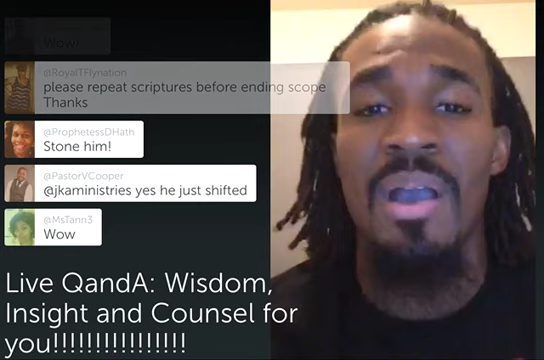 Wow!
@RoyalTFlynation
please repeat scriptures before ending scope
Thanks
@ProphetessDHath
Stone him!
@PastorVCooper
@jkaministries yes he just shifted
@MsTann3
Wow
Live QandA: Wisdom,
Insight and Counsel for
you!!!!!!!!!!!!!!!!